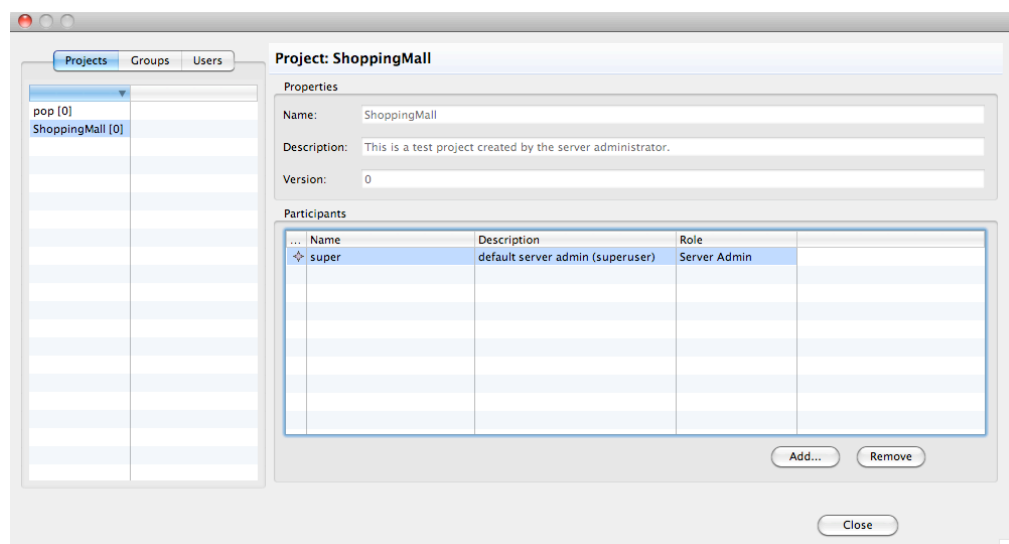 Projects Groups Users
pop [0]
ShoppingMall [0]
Project: ShoppingMall
Properties
Name: ShoppingMall
Description: This is a test project created by the server administrator.
Version: 0
Participants
... Name Description Role
super default server admin (superuser) Server Admin
Add... Remove
Close